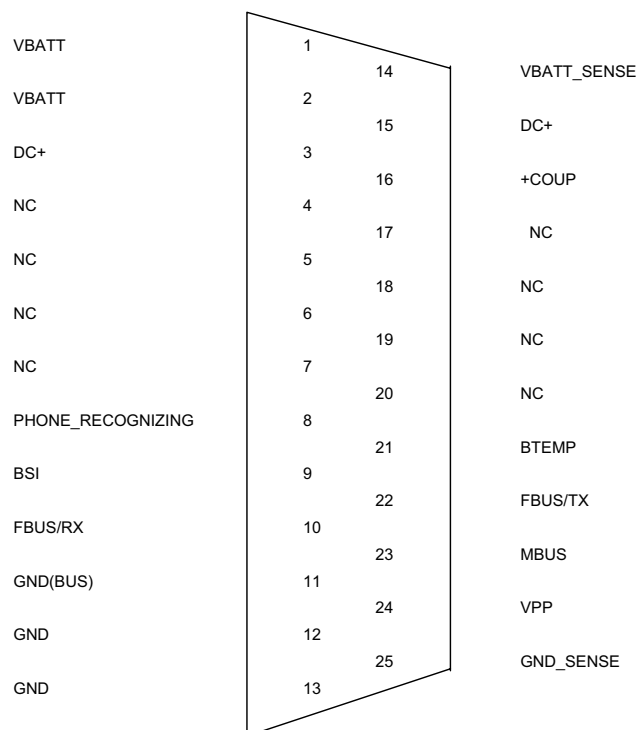 VBATT 1
14 VBATT_SENSE
VBATT 2
15 DC+
DC+ 3
16 +COUP
NC 4
17 NC
NC 5
18 NC
NC 6
19 NC
NC 7
20 NC
PHONE_RECOGNIZING 8
21 BTEMP
BSI 9
22 FBUS/TX
FBUS/RX 10
23 MBUS
GND(BUS) 11
24 VPP
GND 12
25 GND_SENSE
GND 13